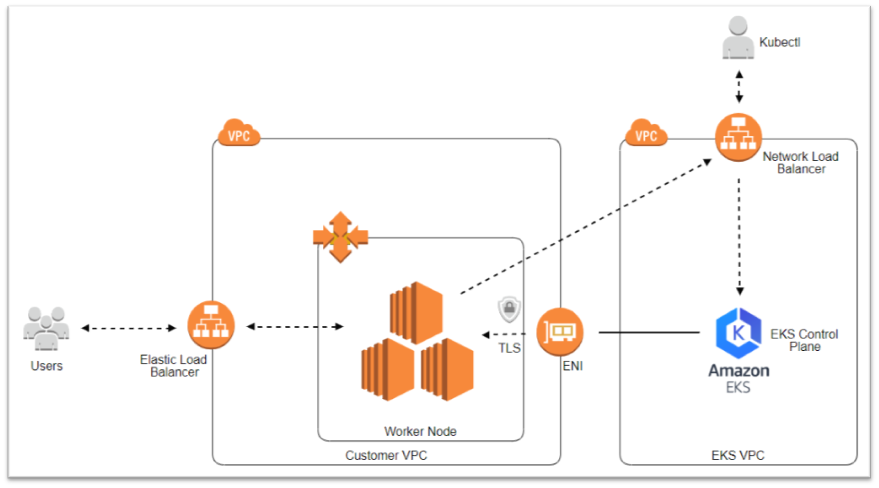 Kubectl
VPC
VPC
Network Load
Balancer
Users
Elastic Load
Balancer
TLS
ENI
K
EKS Control
Plane
Amazon
EKS
Worker Node
Customer VPC
EKS VPC